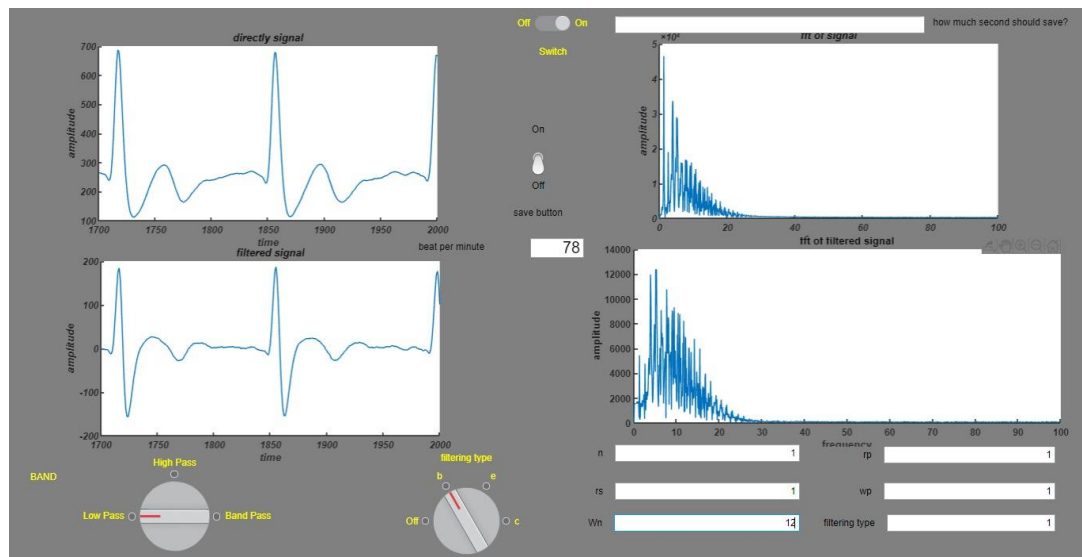 Off On
how much second should save?
Switch
directly signal
700
600
500
400
300
200
100
amplitude
1700 1750 1800 1850 1900 1950 2000
time
On
Off
save button
beat per minute
78
×10⁴
fft of signal
5
4
3
2
1
0
amplitude
0 20 40 60 80 100
filtered signal
200
100
0
-100
-200
amplitude
1700 1750 1800 1850 1900 1950 2000
time
fft of filtered signal
14000
12000
10000
8000
6000
4000
2000
0
amplitude
0 10 20 30 40 50 60 70 80 90 100
frequency
BAND
High Pass
Low Pass
Band Pass
filtering type
b e
Off c
n 1
rp 1
rs 1
wp 1
Wn 12
filtering type 1